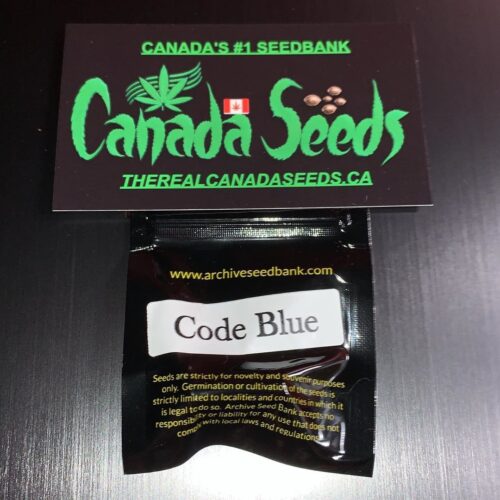 CANADA'S #1 SEEDBANK
Canada Seeds
THEREALCANADASEEDS.CA
www.archiveseedbank.com
Code Blue
Seeds are strictly for novelty and souvenir purposes
only. Germination or cultivation of the seeds is
strictly limited to localities and countries in which it
is legal to do so. Archive Seed Bank accepts no
responsibility or liability for any use that does not
comply with local laws and regulations.